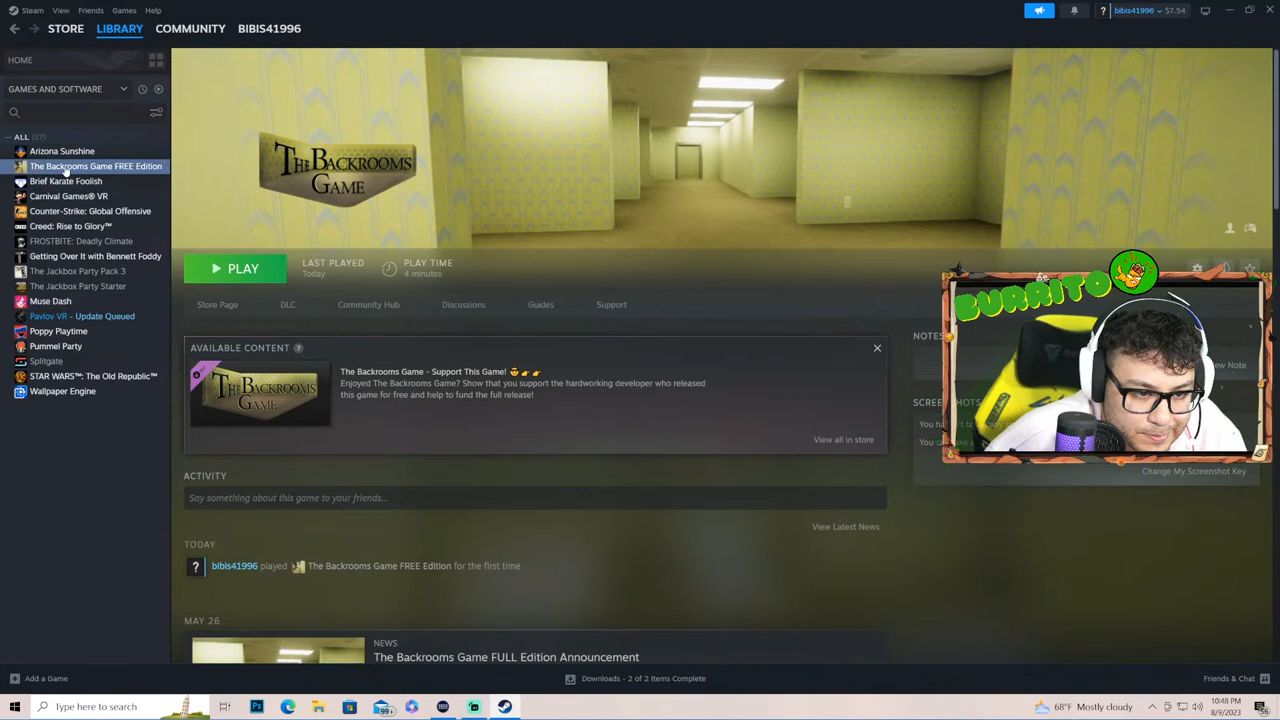 Steam View Friends Games Help
bibis41996 $7.54
STORE LIBRARY COMMUNITY BIBIS41996
HOME
GAMES AND SOFTWARE
ALL (17)
Arizona Sunshine
The Backrooms Game FREE Edition
Brief Karate Foolish
Carnival Games® VR
Counter-Strike: Global Offensive
Creed: Rise to Glory™
FROSTBITE: Deadly Climate
Getting Over It with Bennett Foddy
The Jackbox Party Pack 3
The Jackbox Party Starter
Muse Dash
Pavlov VR - Update Queued
Poppy Playtime
Pummel Party
Splitgate
STAR WARS™: The Old Republic™
Wallpaper Engine
THE BACKROOMS
GAME
PLAY
LAST PLAYED
Today
PLAY TIME
4 minutes
Store Page DLC Community Hub Discussions Guides Support
AVAILABLE CONTENT ?
THE BACKROOMS
GAME
The Backrooms Game - Support This Game! 😎👉👉
Enjoyed The Backrooms Game? Show that you support the hardworking developer who released
this game for free and help to fund the full release!
View all in store
ACTIVITY
Say something about this game to your friends...
View Latest News
TODAY
? bibis41996 played The Backrooms Game FREE Edition for the first time
MAY 26
NEWS
The Backrooms Game FULL Edition Announcement
BURRITO
NOTES
New Note
SCREENSHOTS
Change My Screenshot Key
Add a Game
Downloads - 2 of 2 Items Complete
Friends & Chat
Type here to search
99+
68°F Mostly cloudy
10:48 PM
8/9/2023
56